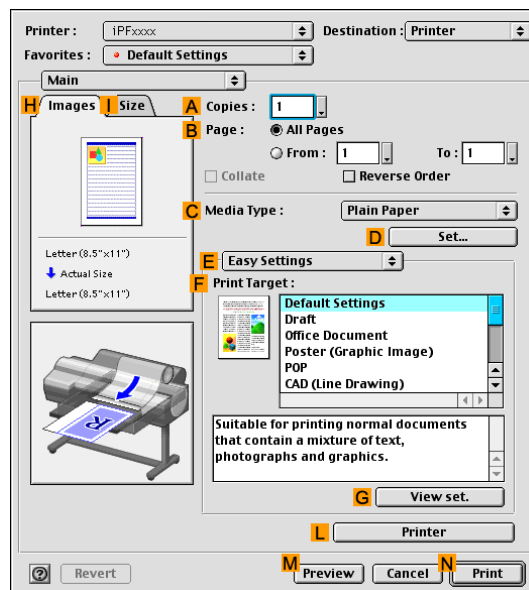 Printer : iPFxxxx Destination : Printer
Favorites : Default Settings
Main
H Images I Size
A Copies : 1
B Page : All Pages
From : 1 To : 1
Collate Reverse Order
C Media Type : Plain Paper
D Set...
Letter (8.5"x11")
Actual Size
Letter (8.5"x11")
E Easy Settings
F Print Target :
Default Settings
Draft
Office Document
Poster (Graphic Image)
POP
CAD (Line Drawing)
R
Suitable for printing normal documents
that contain a mixture of text,
photographs and graphics.
G View set.
L Printer
? Revert M Preview Cancel N Print